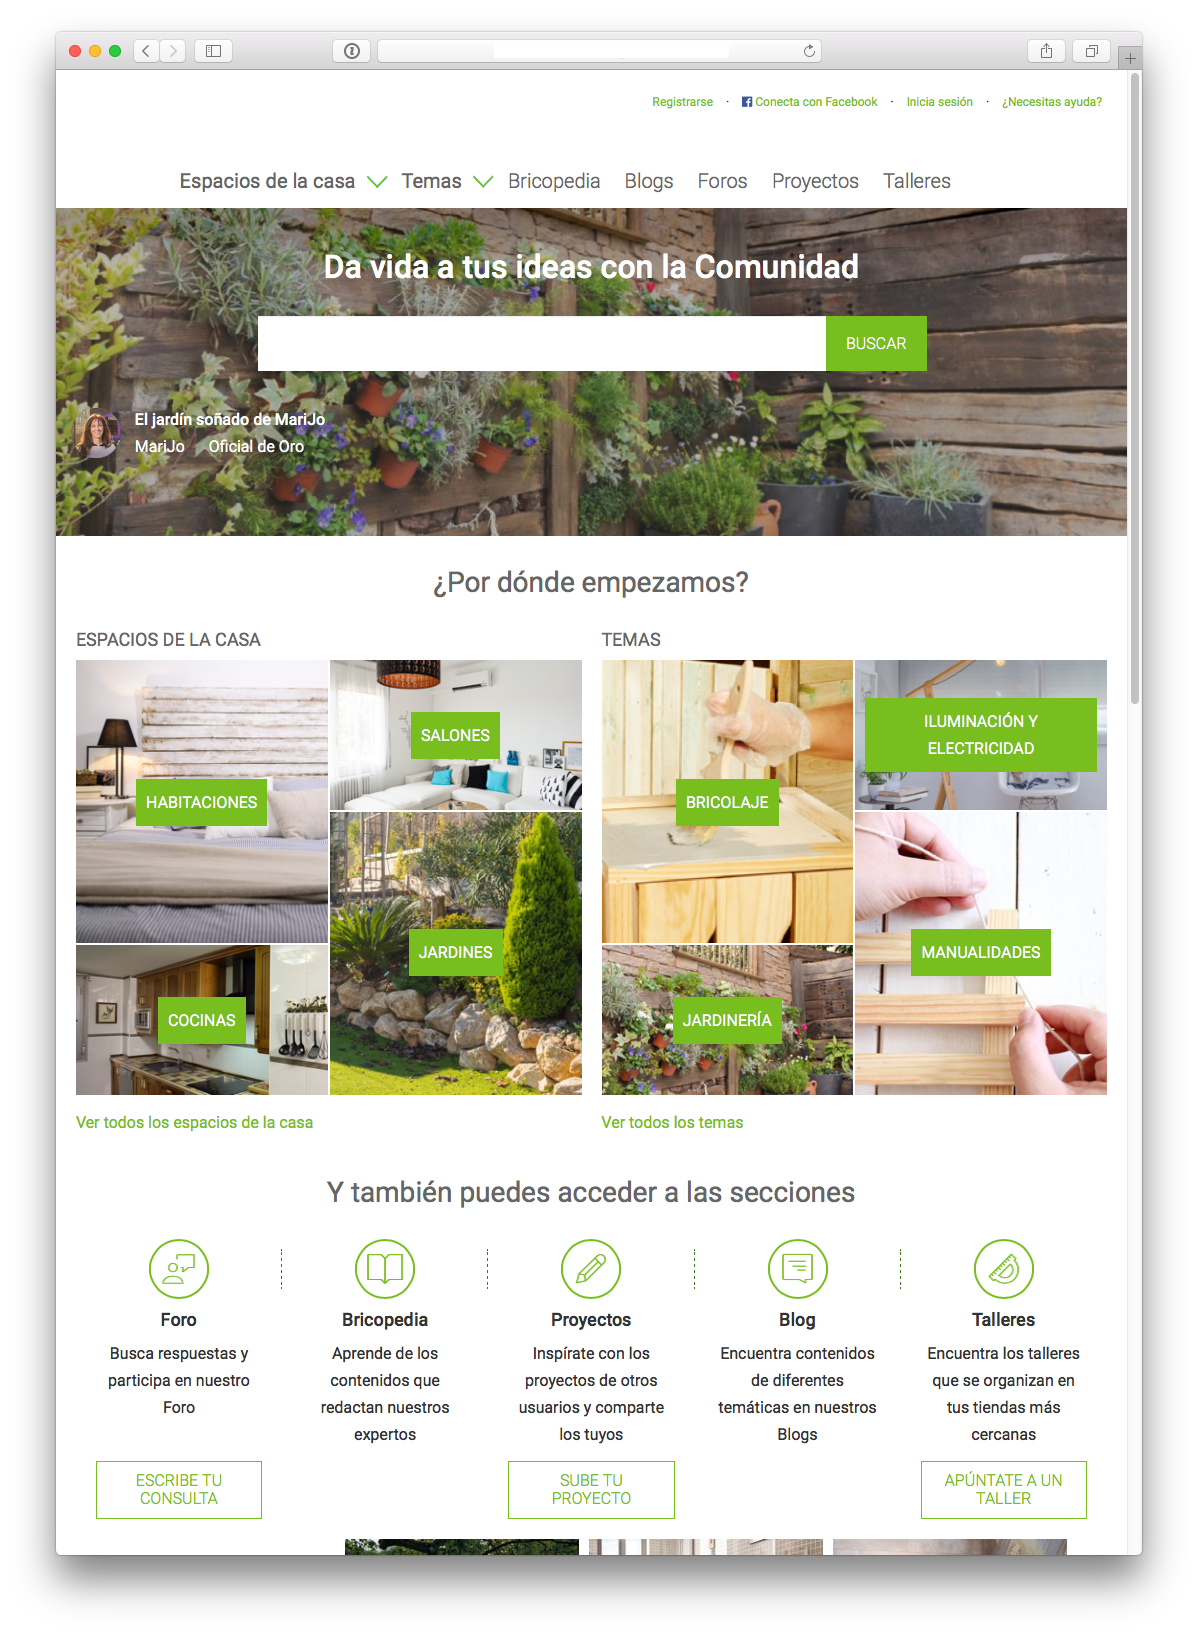 Registrarse · Conecta con Facebook · Inicia sesión · ¿Necesitas ayuda?
Espacios de la casa Temas Bricopedia Blogs Foros Proyectos Talleres
Da vida a tus ideas con la Comunidad
BUSCAR
El jardín soñado de MariJo
MariJo Oficial de Oro
¿Por dónde empezamos?
ESPACIOS DE LA CASA
HABITACIONES
SALONES
JARDINES
COCINAS
Ver todos los espacios de la casa
TEMAS
BRICOLAJE
ILUMINACIÓN Y
ELECTRICIDAD
MANUALIDADES
JARDINERÍA
Ver todos los temas
Y también puedes acceder a las secciones
Foro
Busca respuestas y
participa en nuestro
Foro
ESCRIBE TU
CONSULTA
Bricopedia
Aprende de los
contenidos que
redactan nuestros
expertos
Proyectos
Inspírate con los
proyectos de otros
usuarios y comparte
los tuyos
SUBE TU
PROYECTO
Blog
Encuentra contenidos
de diferentes
temáticas en nuestros
Blogs
Talleres
Encuentra los talleres
que se organizan en
tus tiendas más
cercanas
APÚNTATE A UN
TALLER